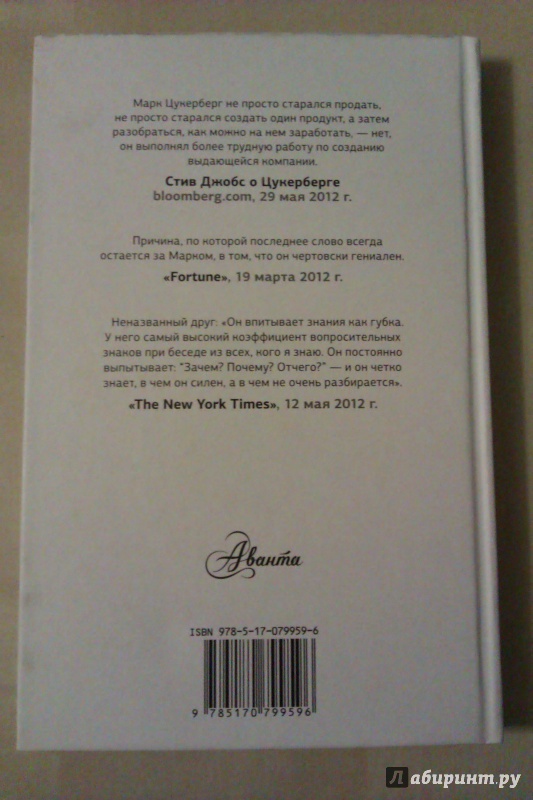 Марк Цукерберг не просто старался продать,
не просто старался создать один продукт, а затем
разобраться, как можно на нем заработать, — нет,
он выполнял более трудную работу по созданию
выдающейся компании.
Стив Джобс о Цукерберге
bloomberg.com, 29 мая 2012 г.
Причина, по которой последнее слово всегда
остается за Марком, в том, что он чертовски гениален.
«Fortune», 19 марта 2012 г.
Неназванный друг: «Он впитывает знания как губка.
У него самый высокий коэффициент вопросительных
знаков при беседе из всех, кого я знаю. Он постоянно
выпытывает: "Зачем? Почему? Отчего?" — и он четко
знает, в чем он силен, а в чем не очень разбирается».
«The New York Times», 12 мая 2012 г.
Аванта
ISBN 978-5-17-079959-6
9 785170 799596
Лабиринт.ру